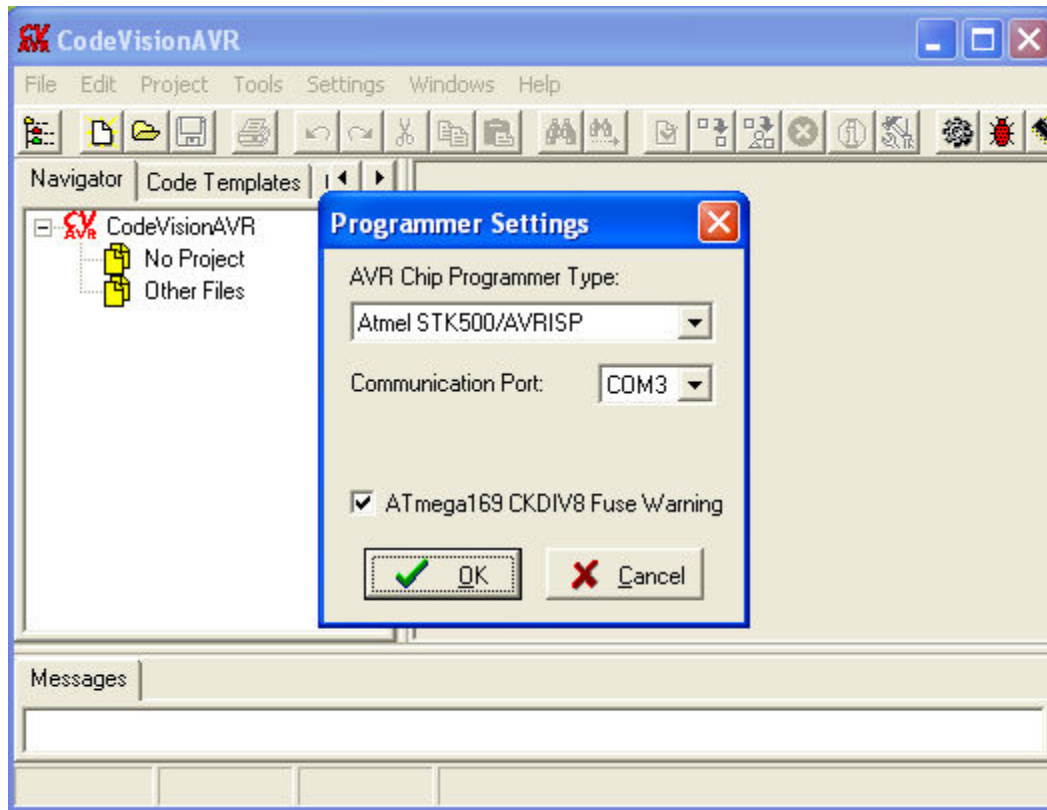 CodeVisionAVR
File Edit Project Tools Settings Windows Help
Navigator Code Templates
CodeVisionAVR
No Project
Other Files
Programmer Settings
AVR Chip Programmer Type:
Atmel STK500/AVRISP
Communication Port: COM3
ATmega169 CKDIV8 Fuse Warning
OK Cancel
Messages